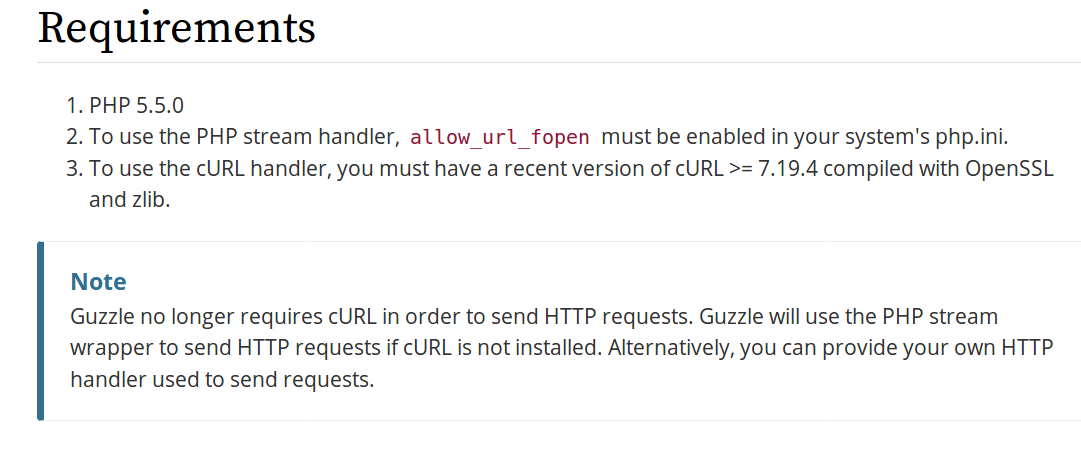 Requirements
1. PHP 5.5.0
2. To use the PHP stream handler, allow_url_fopen must be enabled in your system's php.ini.
3. To use the cURL handler, you must have a recent version of cURL >= 7.19.4 compiled with OpenSSL
and zlib.
Note
Guzzle no longer requires cURL in order to send HTTP requests. Guzzle will use the PHP stream
wrapper to send HTTP requests if cURL is not installed. Alternatively, you can provide your own HTTP
handler used to send requests.